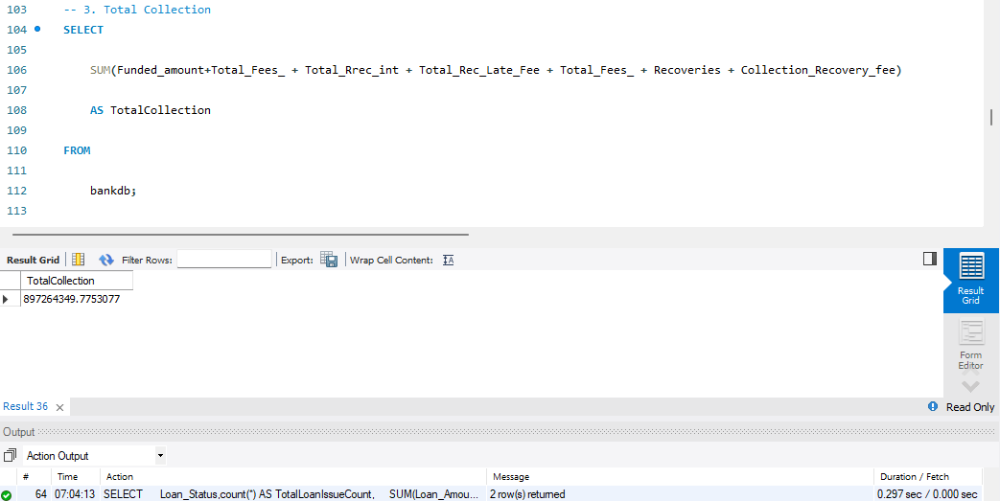 103 -- 3. Total Collection
104 SELECT
105
106 SUM(Funded_amount+Total_Fees_ + Total_Rrec_int + Total_Rec_Late_Fee + Total_Fees_ + Recoveries + Collection_Recovery_fee)
107
108 AS TotalCollection
109
110 FROM
111
112 bankdb;
113
Result Grid Filter Rows: Export: Wrap Cell Content:
TotalCollection
897264349.7753077
Result Grid
Form Editor
Result 36 Read Only
Output
Action Output
# Time Action Message Duration / Fetch
64 07:04:13 SELECT Loan_Status,count(*) AS TotalLoanIssueCount, SUM(Loan_Amou... 2 row(s) returned 0.297 sec / 0.000 sec